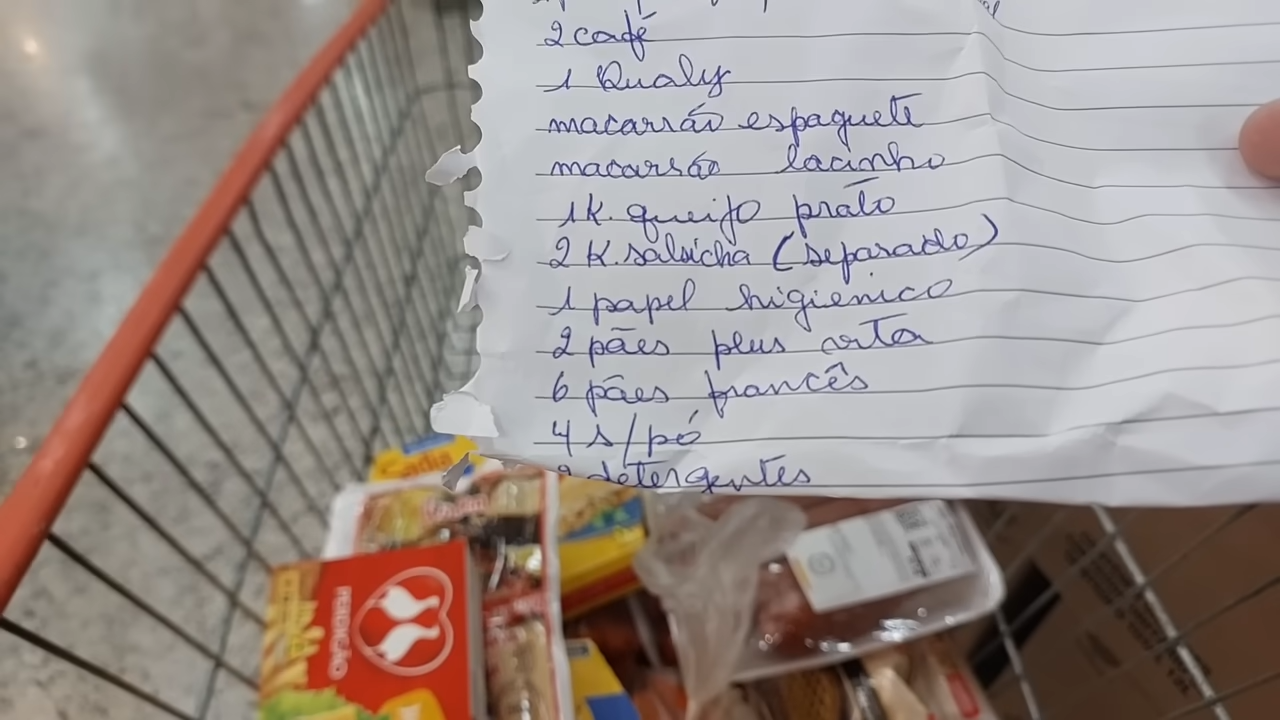 2 café
1 Qualy
macarrão espaguete
macarrão lacinho
1K. queijo prato
2 K. salsicha (separado)
1 papel higienico
2 pães plus vita
6 pães francês
4 s/pó
2 detergentes
Sadia
PERDIGÃO